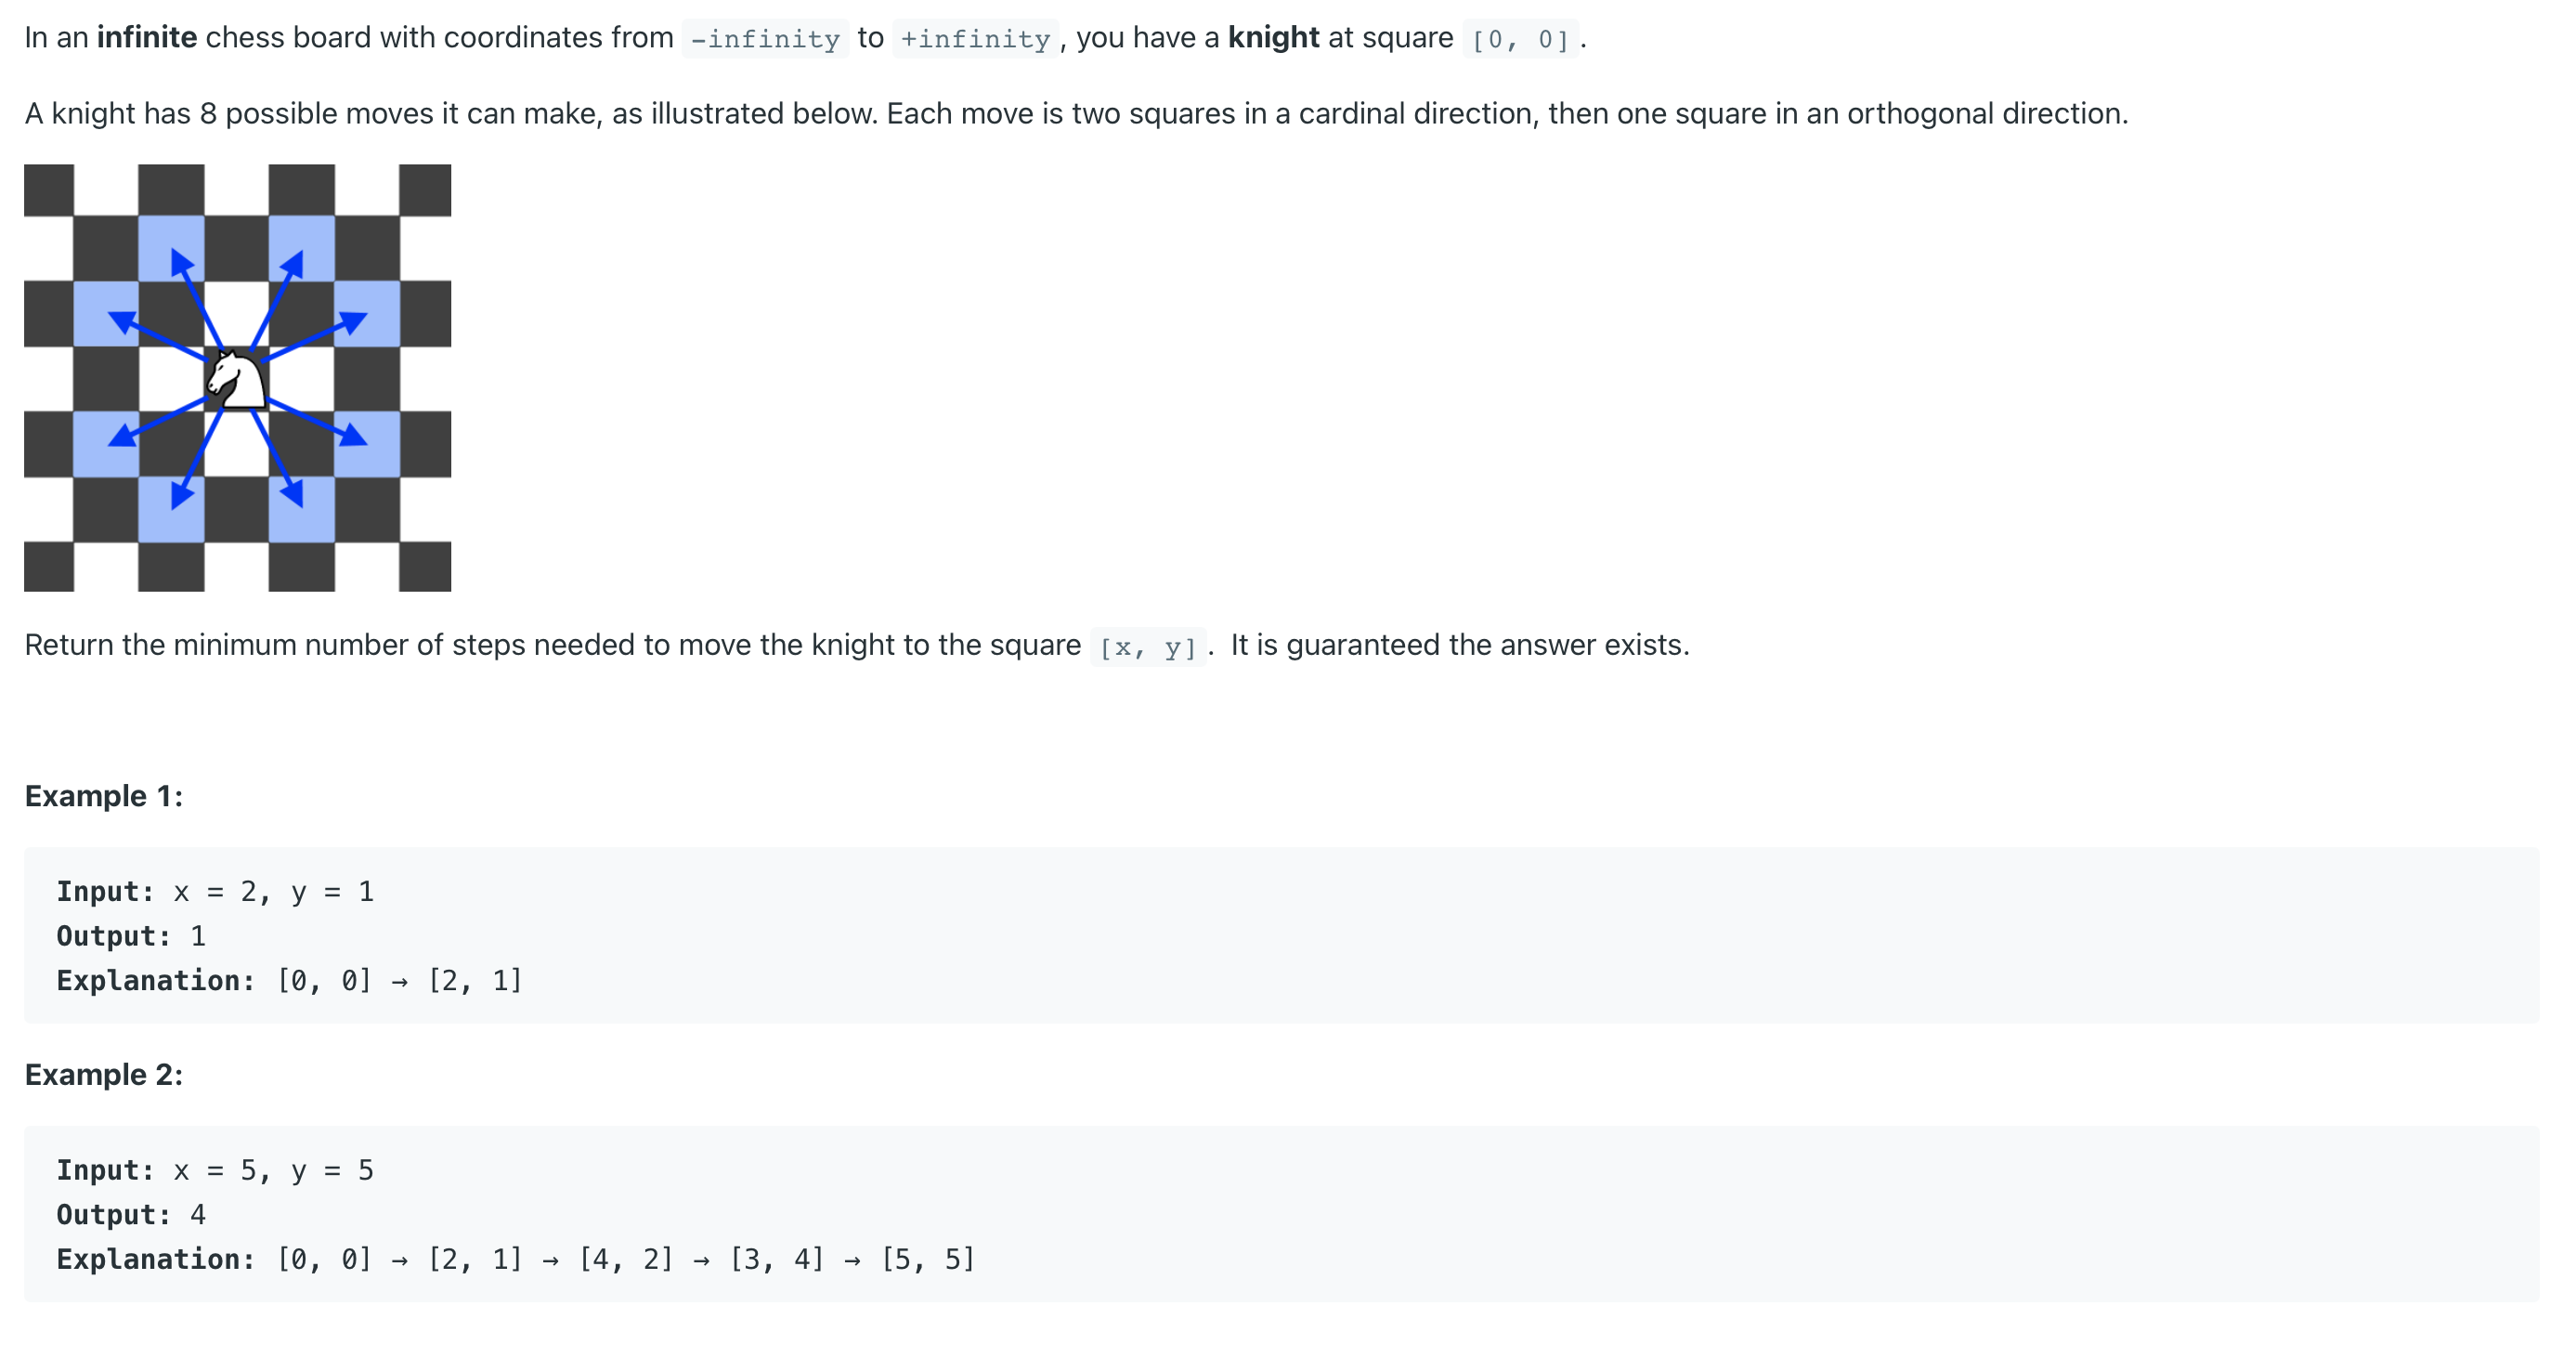 In an infinite chess board with coordinates from -infinity to +infinity, you have a knight at square [0, 0].
A knight has 8 possible moves it can make, as illustrated below. Each move is two squares in a cardinal direction, then one square in an orthogonal direction.
Return the minimum number of steps needed to move the knight to the square [x, y]. It is guaranteed the answer exists.
Example 1:
Input: x = 2, y = 1
Output: 1
Explanation: [0, 0] → [2, 1]
Example 2:
Input: x = 5, y = 5
Output: 4
Explanation: [0, 0] → [2, 1] → [4, 2] → [3, 4] → [5, 5]